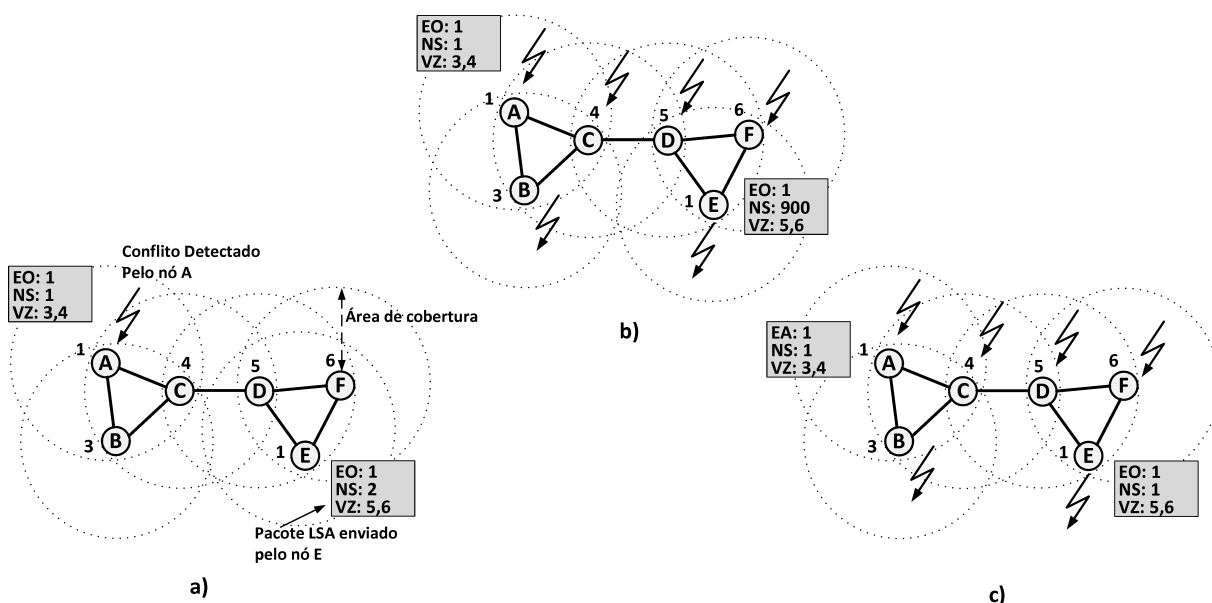 EO: 1
NS: 1
VZ: 3,4
1
A
4
C
5
D
6
F
3
B
1
E
EO: 1
NS: 900
VZ: 5,6
b)
Conflito Detectado
Pelo nó A
EO: 1
NS: 1
VZ: 3,4
Área de cobertura
1
A
4
C
5
D
6
F
3
B
1
E
EO: 1
NS: 2
VZ: 5,6
Pacote LSA enviado
pelo nó E
a)
EA: 1
NS: 1
VZ: 3,4
1
A
4
C
5
D
6
F
3
B
1
E
EO: 1
NS: 1
VZ: 5,6
c)